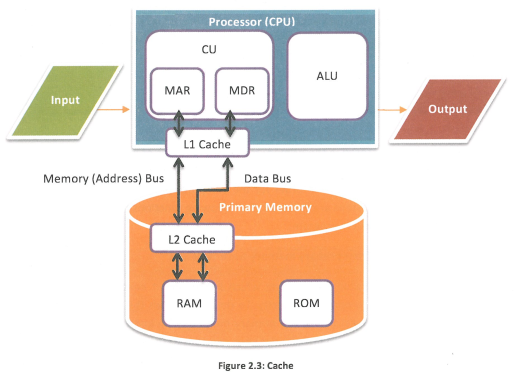 Processor (CPU)
CU
MAR
MDR
ALU
Input
Output
L1 Cache
Memory (Address) Bus
Data Bus
Primary Memory
L2 Cache
RAM
ROM
Figure 2.3: Cache